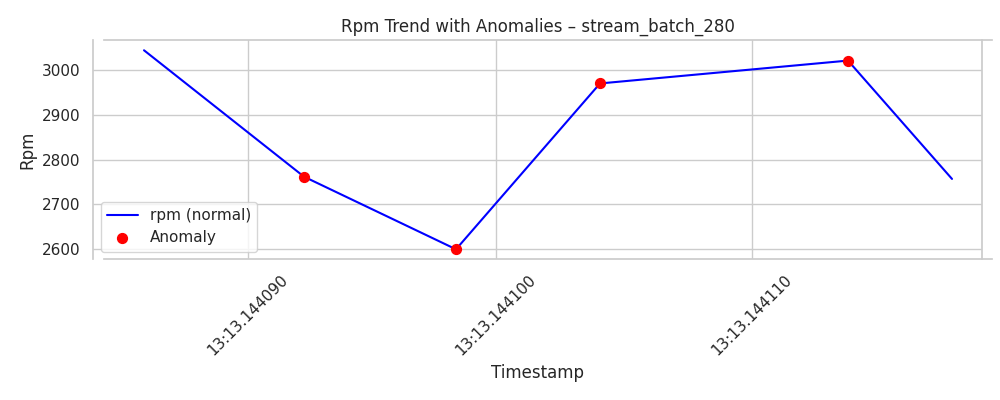 Rpm Trend with Anomalies – stream_batch_280
Rpm
3000
2900
2800
2700
2600
rpm (normal)
Anomaly
13:13.144090
13:13.144100
13:13.144110
Timestamp